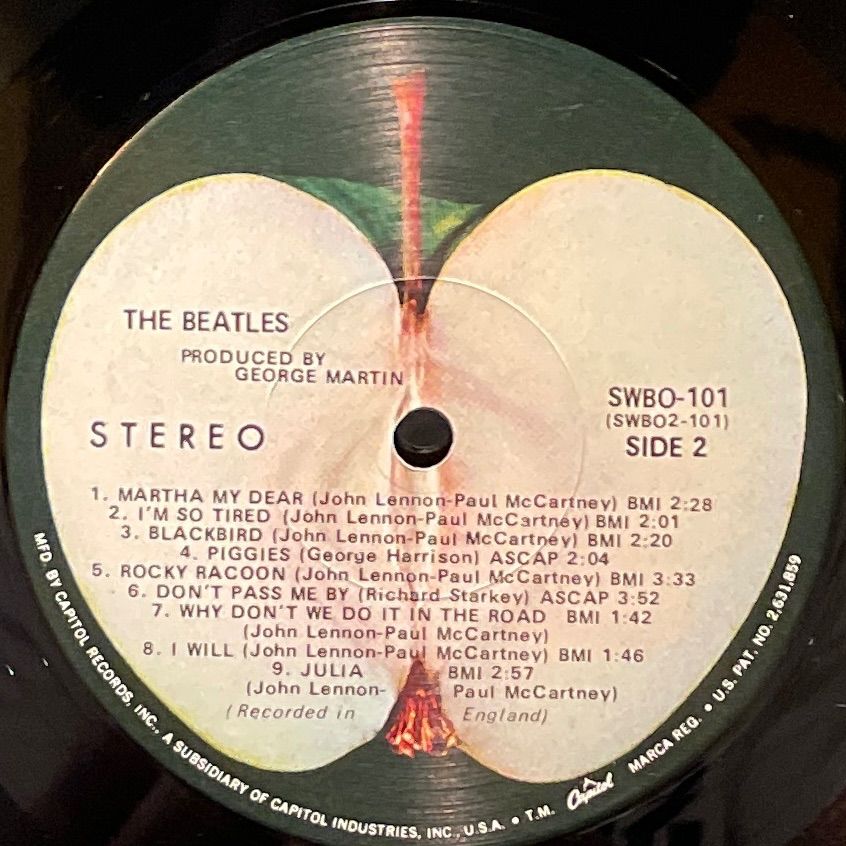 THE BEATLES
PRODUCED BY
GEORGE MARTIN
STEREO
SWBO-101
(SWBO2-101)
SIDE 2
1. MARTHA MY DEAR (John Lennon-Paul McCartney) BMI 2:28
2. I'M SO TIRED (John Lennon-Paul McCartney) BMI 2:01
3. BLACKBIRD (John Lennon-Paul McCartney) BMI 2:20
4. PIGGIES (George Harrison) ASCAP 2:04
5. ROCKY RACOON (John Lennon-Paul McCartney) BMI 3:33
6. DON'T PASS ME BY (Richard Starkey) ASCAP 3:52
7. WHY DON'T WE DO IT IN THE ROAD BMI 1:42
(John Lennon-Paul McCartney)
8. I WILL (John Lennon-Paul McCartney) BMI 1:46
9. JULIA BMI 2:57
(John Lennon- Paul McCartney)
(Recorded in England)
MFD. BY CAPITOL RECORDS, INC., A SUBSIDIARY OF CAPITOL INDUSTRIES, INC., U.S.A. • T.M. Capitol MARCA REG. • U.S. PAT. NO. 2,631,859